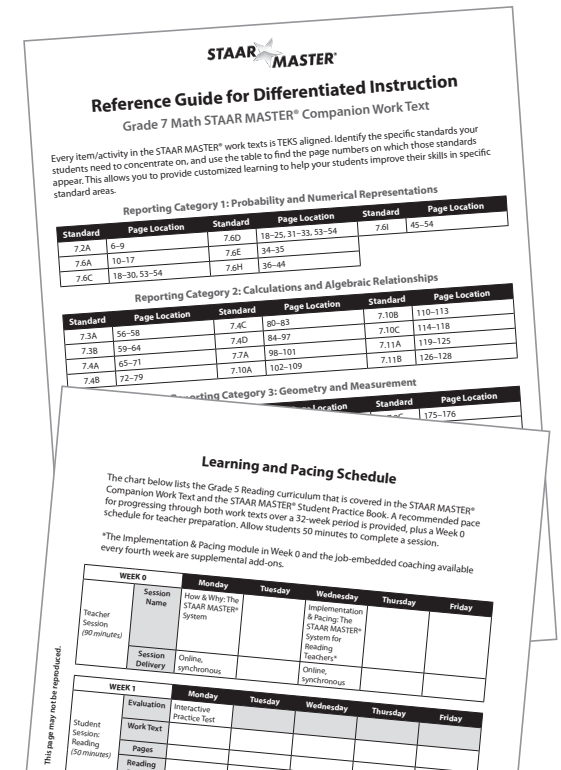 STAAR MASTER®
Reference Guide for Differentiated Instruction
Grade 7 Math STAAR MASTER® Companion Work Text
Every item/activity in the STAAR MASTER® work texts is TEKS aligned. Identify the specific standards your
students need to concentrate on, and use the table to find the page numbers on which those standards
appear. This allows you to provide customized learning to help your students improve their skills in specific
standard areas.
Reporting Category 1: Probability and Numerical Representations
Standard Page Location Standard Page Location Standard Page Location
7.2A 6–9 7.6D 18–25, 31–33, 53–54 7.6I 45–54
7.6A 10–17 7.6E 34–35
7.6C 18–30, 53–54 7.6H 36–44
Reporting Category 2: Calculations and Algebraic Relationships
Standard Page Location Standard Page Location Standard Page Location
7.3A 56–58 7.4C 80–83 7.10B 110–113
7.3B 59–64 7.4D 84–97 7.10C 114–118
7.4A 65–71 7.7A 98–101 7.11A 119–125
7.4B 72–79 7.10A 102–109 7.11B 126–128
Category 3: Geometry and Measurement
Location Standard Page Location
175–176
Learning and Pacing Schedule
The chart below lists the Grade 5 Reading curriculum that is covered in the STAAR MASTER®
Companion Work Text and the STAAR MASTER® Student Practice Book. A recommended pace
for progressing through both work texts over a 32-week period is provided, plus a Week 0
schedule for teacher preparation. Allow students 50 minutes to complete a session.
*The Implementation & Pacing module in Week 0 and the job-embedded coaching available
every fourth week are supplemental add-ons.
WEEK 0 Monday Tuesday Wednesday Thursday Friday
Teacher
Session
(90 minutes)
Session
Name
How & Why: The
STAAR MASTER®
System
Implementation
& Pacing: The
STAAR MASTER®
System for
Reading
Teachers*
Session
Delivery
Online,
synchronous
Online,
synchronous
WEEK 1 Monday Tuesday Wednesday Thursday Friday
Student
Session:
Reading
(50 minutes)
Evaluation
Interactive
Practice Test
Work Text
Pages
Reading
This page may not be reproduced.